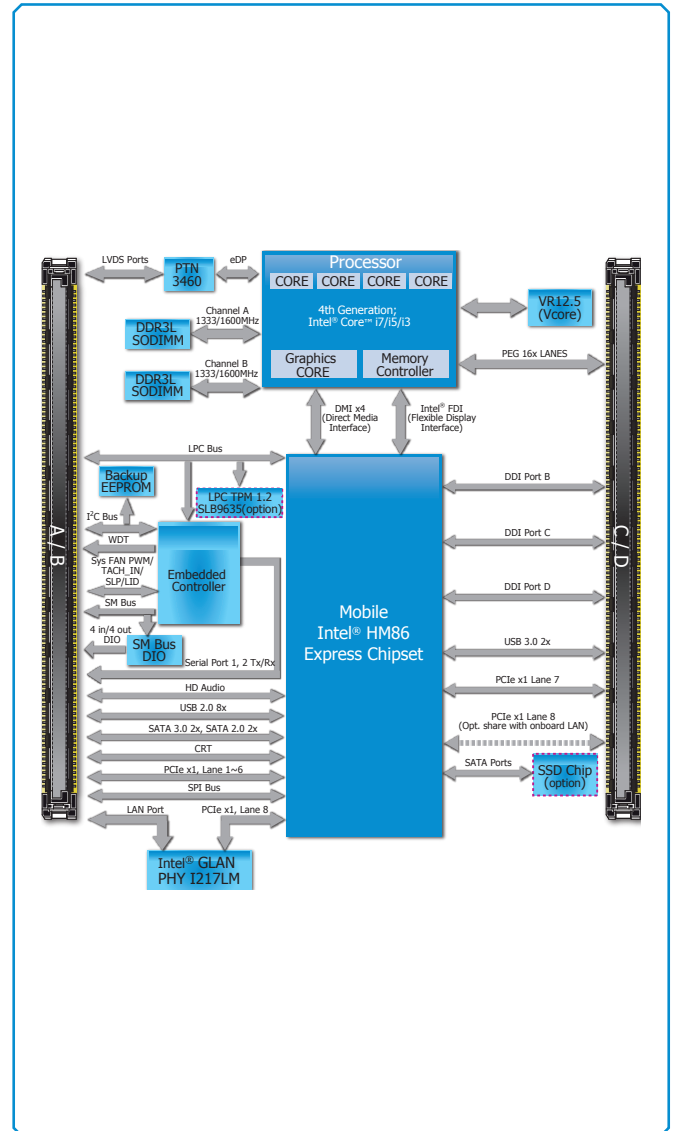 LVDS Ports
PTN
3460
eDP
Processor
CORE CORE CORE CORE
4th Generation;
Intel® Core™ i7/i5/i3
Graphics
CORE
Memory
Controller
VR12.5
(Vcore)
Channel A
1333/1600MHz
DDR3L
SODIMM
Channel B
1333/1600MHz
DDR3L
SODIMM
PEG 16x LANES
DMI x4
(Direct Media
Interface)
Intel® FDI
(Flexible Display
Interface)
LPC Bus
Backup
EEPROM
LPC TPM 1.2
SLB9635(option)
I²C Bus
WDT
Sys FAN PWM/
TACH_IN/
SLP/LID
Embedded
Controller
SM Bus
4 in/4 out
DIO
SM Bus
DIO
Serial Port 1, 2 Tx/Rx
HD Audio
USB 2.0 8x
SATA 3.0 2x, SATA 2.0 2x
CRT
PCIe x1, Lane 1~6
SPI Bus
LAN Port
PCIe x1, Lane 8
Intel® GLAN
PHY I217LM
Mobile
Intel® HM86
Express Chipset
DDI Port B
DDI Port C
DDI Port D
USB 3.0 2x
PCIe x1 Lane 7
PCIe x1 Lane 8
(Opt. share with onboard LAN)
SATA Ports
SSD Chip
(option)
A / B
C / D